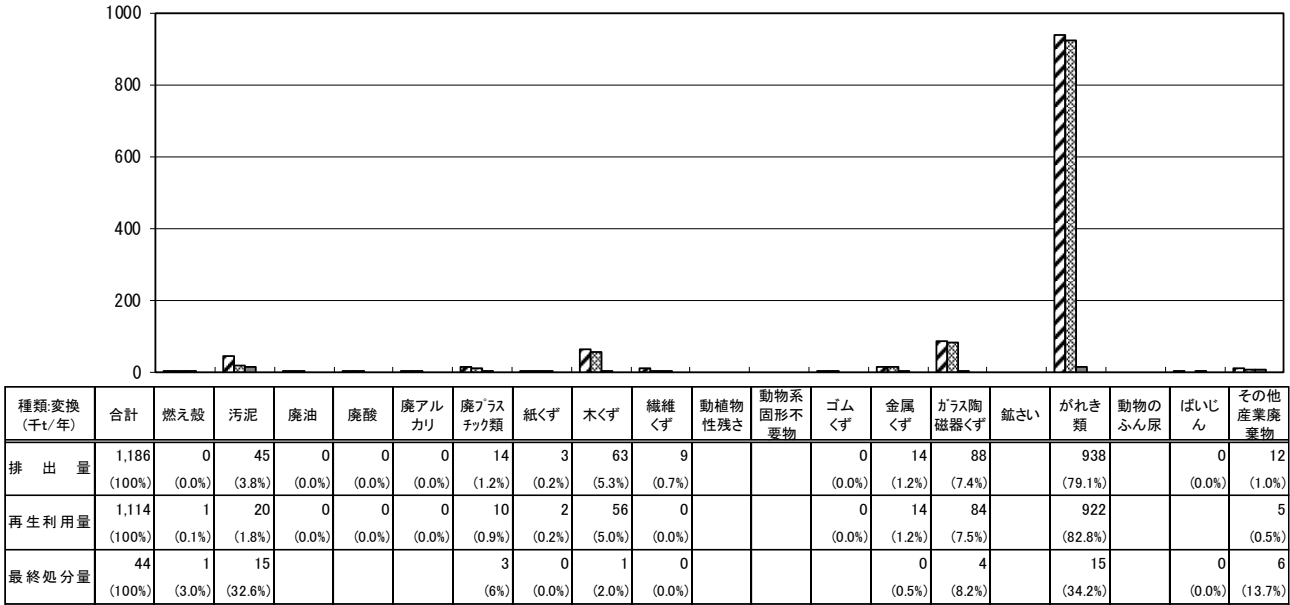 1000
800
600
400
200
0
種類:変換
(千t/年)
合計
燃え殻
汚泥
廃油
廃酸
廃アル
カリ
廃プラス
チック類
紙くず
木くず
繊維
くず
動植物
性残さ
動物系
固形不
要物
ゴム
くず
金属
くず
ガラス陶
磁器くず
鉱さい
がれき
類
動物の
ふん尿
ばいじ
ん
その他
産業廃
棄物
排 出 量
1,186 0 45 0 0 0 14 3 63 9 0 14 88 938 0 12
(100%) (0.0%) (3.8%) (0.0%) (0.0%) (0.0%) (1.2%) (0.2%) (5.3%) (0.7%) (0.0%) (1.2%) (7.4%) (79.1%) (0.0%) (1.0%)
再生利用量
1,114 1 20 0 0 0 10 2 56 0 0 14 84 922 5
(100%) (0.1%) (1.8%) (0.0%) (0.0%) (0.0%) (0.9%) (0.2%) (5.0%) (0.0%) (0.0%) (1.2%) (7.5%) (82.8%) (0.5%)
最終処分量
44 1 15 3 0 1 0 0 4 15 0 6
(100%) (3.0%) (32.6%) (6%) (0.0%) (2.0%) (0.0%) (0.5%) (8.2%) (34.2%) (0.0%) (13.7%)